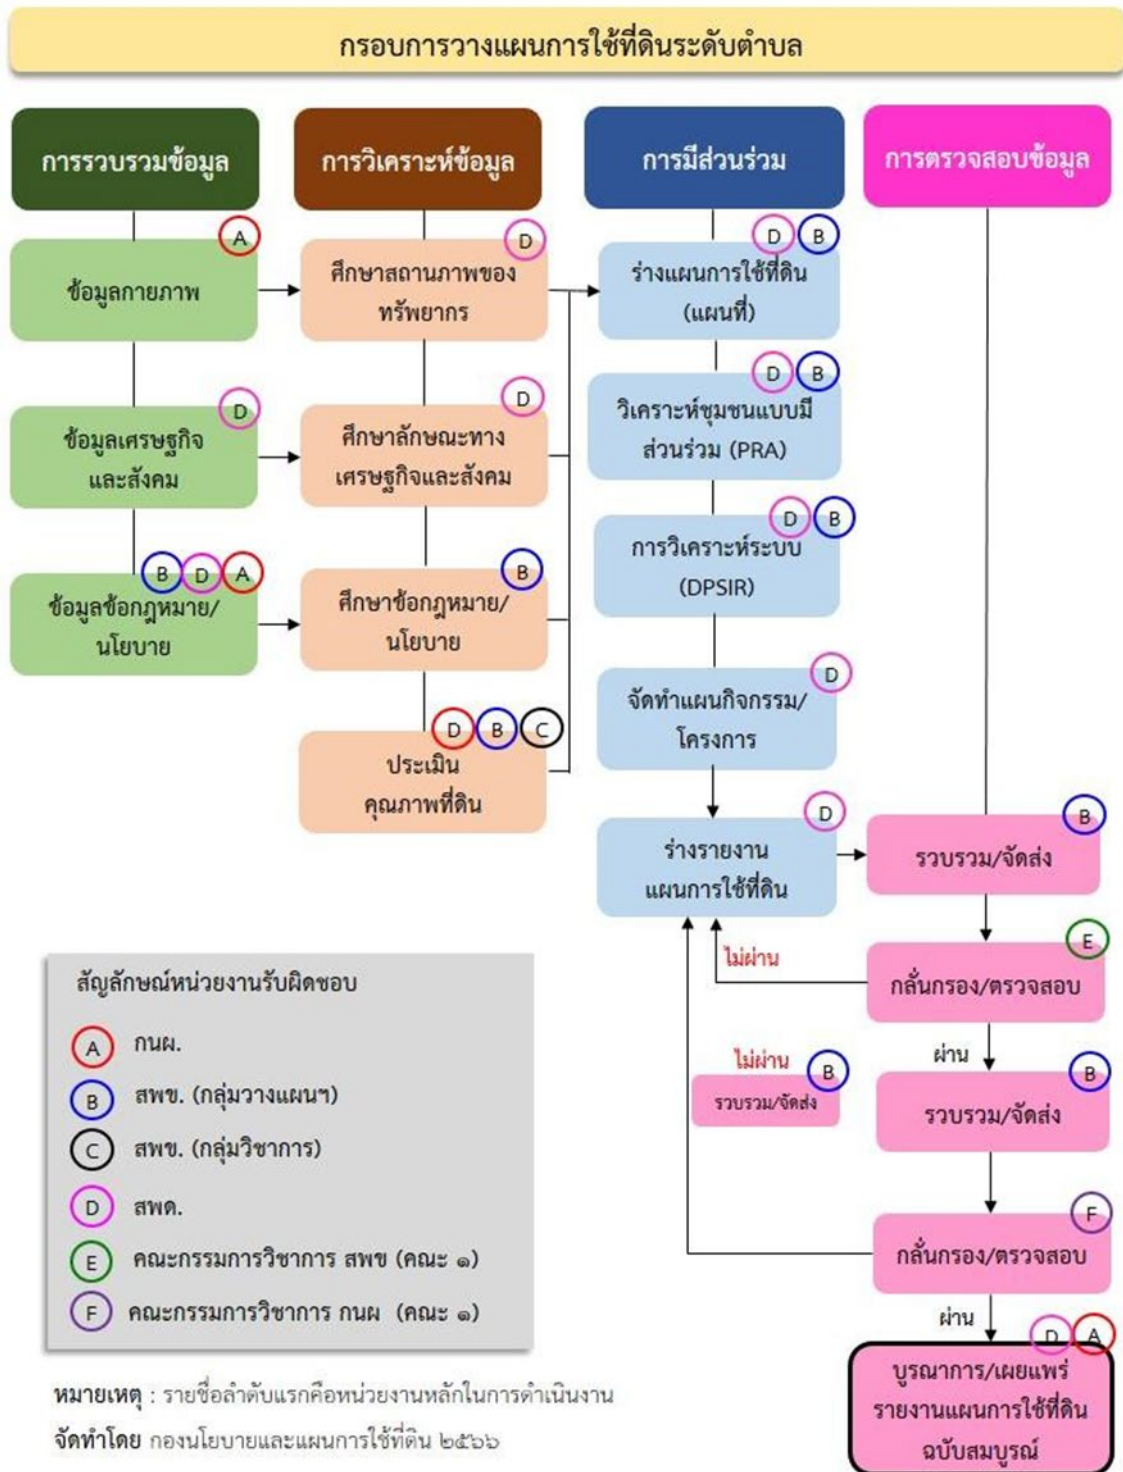 กรอบการวางแผนการใช้ที่ดินระดับตำบล
การรวบรวมข้อมูล
A
ข้อมูลกายภาพ
D
ข้อมูลเศรษฐกิจ
และสังคม
B D A
ข้อมูลข้อกฎหมาย/
นโยบาย
การวิเคราะห์ข้อมูล
D
ศึกษาสถานภาพของ
ทรัพยากร
D
ศึกษาลักษณะทาง
เศรษฐกิจและสังคม
B
ศึกษาข้อกฎหมาย/
นโยบาย
D B C
ประเมิน
คุณภาพที่ดิน
การมีส่วนร่วม
D B
ร่างแผนการใช้ที่ดิน
(แผนที่)
D B
วิเคราะห์ชุมชนแบบมี
ส่วนร่วม (PRA)
D B
การวิเคราะห์ระบบ
(DPSIR)
D
จัดทำแผนกิจกรรม/
โครงการ
D
ร่างรายงาน
แผนการใช้ที่ดิน
การตรวจสอบข้อมูล
B
รวบรวม/จัดส่ง
E
ไม่ผ่าน
กลั่นกรอง/ตรวจสอบ
ผ่าน
ไม่ผ่าน
B
รวบรวม/จัดส่ง
B
รวบรวม/จัดส่ง
F
กลั่นกรอง/ตรวจสอบ
ผ่าน
D A
บูรณาการ/เผยแพร่
รายงานแผนการใช้ที่ดิน
ฉบับสมบูรณ์
สัญลักษณ์หน่วยงานรับผิดชอบ
A กนผ.
B สพข. (กลุ่มวางแผนฯ)
C สพข. (กลุ่มวิชาการ)
D สพด.
E คณะกรรมการวิชาการ สพข (คณะ ๑)
F คณะกรรมการวิชาการ กนผ (คณะ ๑)
หมายเหตุ : รายชื่อลำดับแรกคือหน่วยงานหลักในการดำเนินงาน
จัดทำโดย กองนโยบายและแผนการใช้ที่ดิน ๒๕๖๖